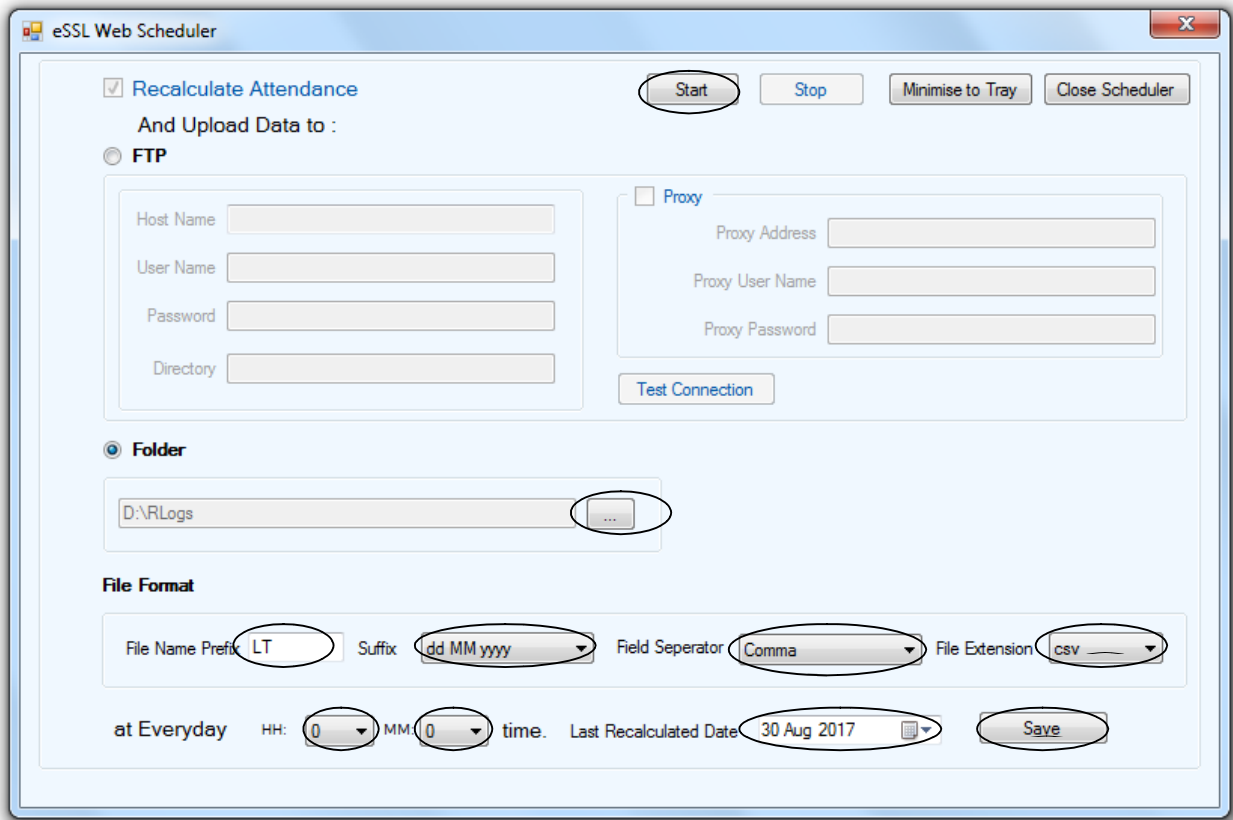 eSSL Web Scheduler
X
Recalculate Attendance
Start Stop Minimise to Tray Close Scheduler
And Upload Data to :
FTP
Proxy
Host Name
Proxy Address
User Name
Proxy User Name
Password
Proxy Password
Directory
Test Connection
Folder
D:\RLogs
...
File Format
File Name Prefix LT Suffix dd MM yyyy Field Seperator Comma File Extension csv
at Everyday HH: 0 MM: 0 time. Last Recalculated Date 30 Aug 2017 Save